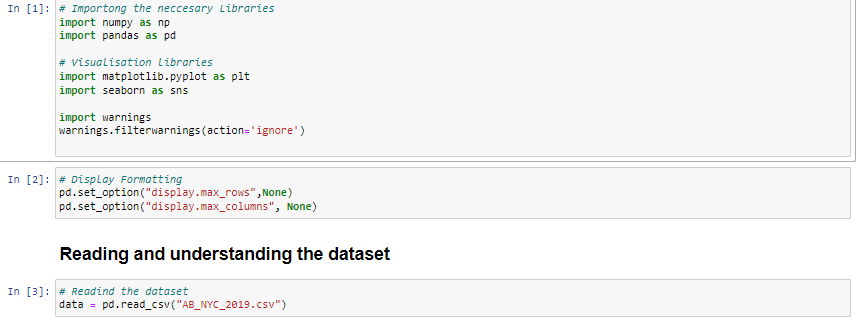 In [1]: # Importong the neccesary Libraries
import numpy as np
import pandas as pd
# Visualisation Libraries
import matplotlib.pyplot as plt
import seaborn as sns
import warnings
warnings.filterwarnings(action='ignore')
In [2]: # Display Formatting
pd.set_option("display.max_rows",None)
pd.set_option("display.max_columns", None)
Reading and understanding the dataset
In [3]: # Readind the dataset
data = pd.read_csv("AB_NYC_2019.csv")